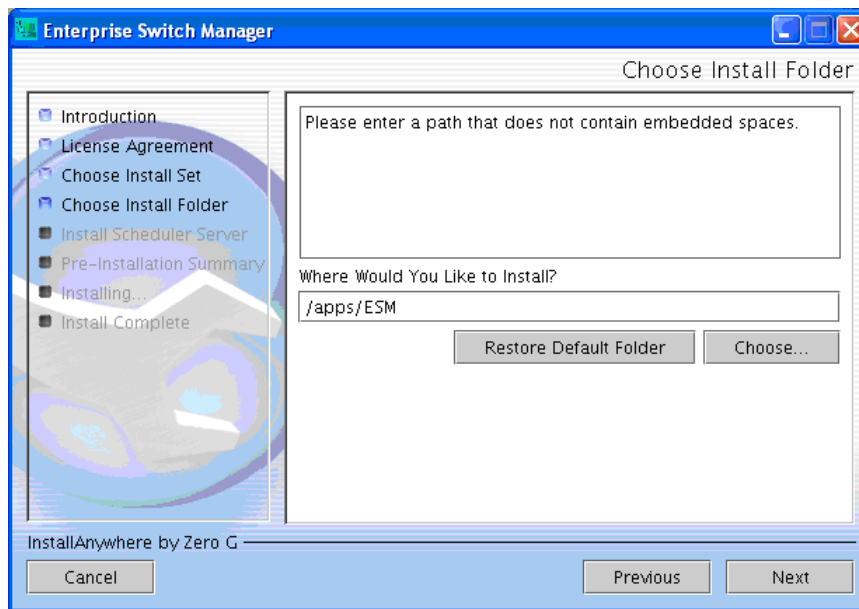 Enterprise Switch Manager
Choose Install Folder
Introduction
License Agreement
Choose Install Set
Choose Install Folder
Install Scheduler Server
Pre-Installation Summary
Installing...
Install Complete
Please enter a path that does not contain embedded spaces.
Where Would You Like to Install?
/apps/ESM
Restore Default Folder
Choose...
InstallAnywhere by Zero G
Cancel
Previous
Next